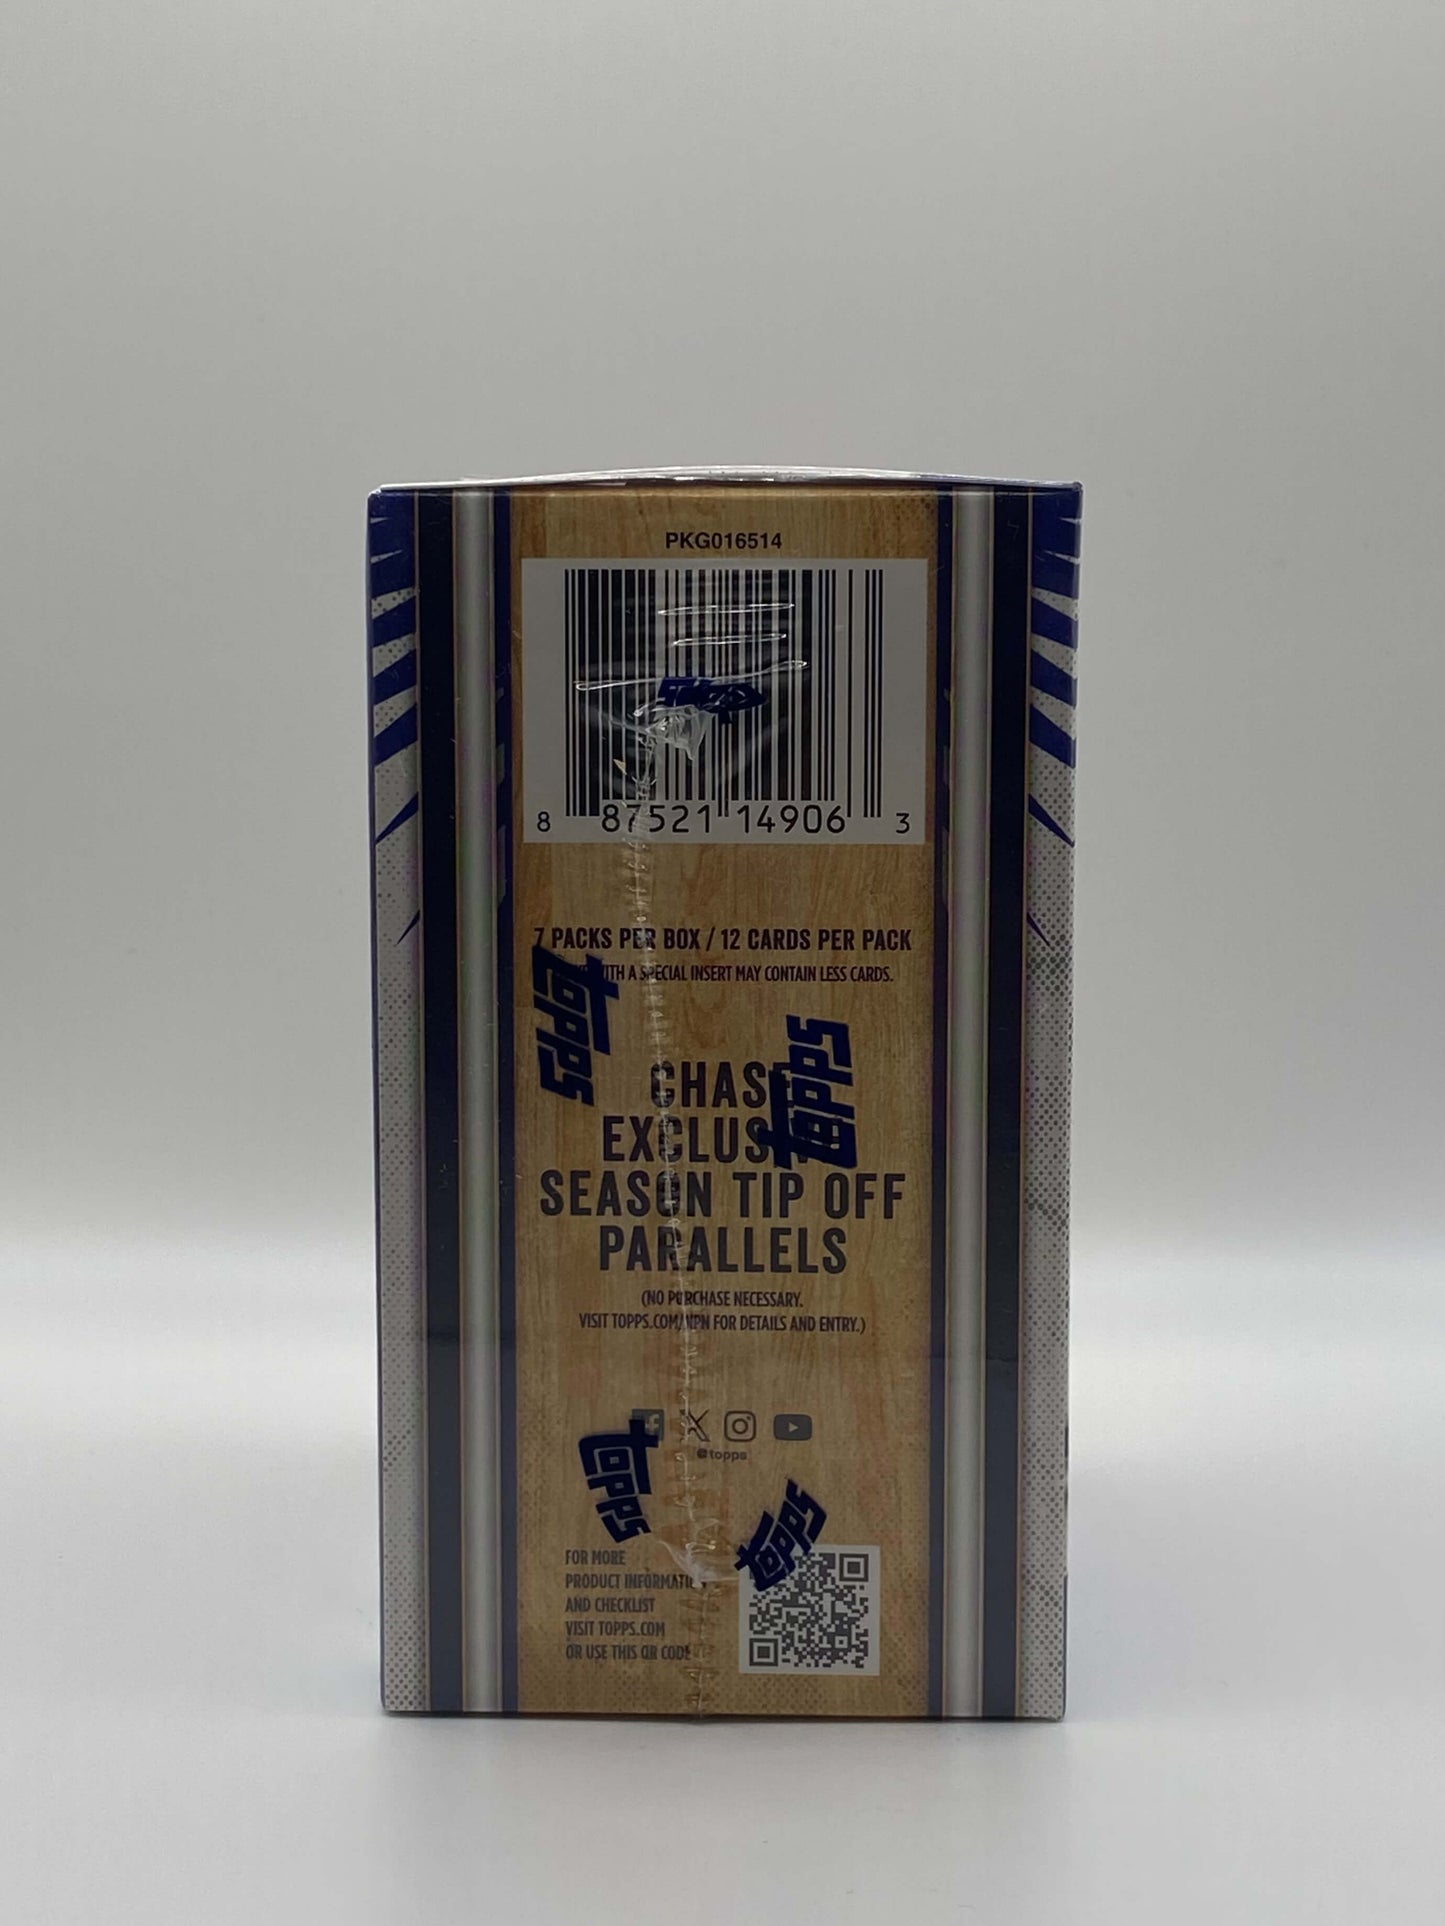 PKG016514
topps
8 87521 14906 3
7 PACKS PER BOX / 12 CARDS PER PACK
WITH A SPECIAL INSERT MAY CONTAIN LESS CARDS.
topps
topps
CHASE
EXCLUSIVE
SEASON TIP OFF
PARALLELS
(NO PURCHASE NECESSARY.
VISIT TOPPS.COM/NPN FOR DETAILS AND ENTRY.)
@topps
topps
topps
FOR MORE
PRODUCT INFORMATION
AND CHECKLIST
VISIT TOPPS.COM
OR USE THIS QR CODE